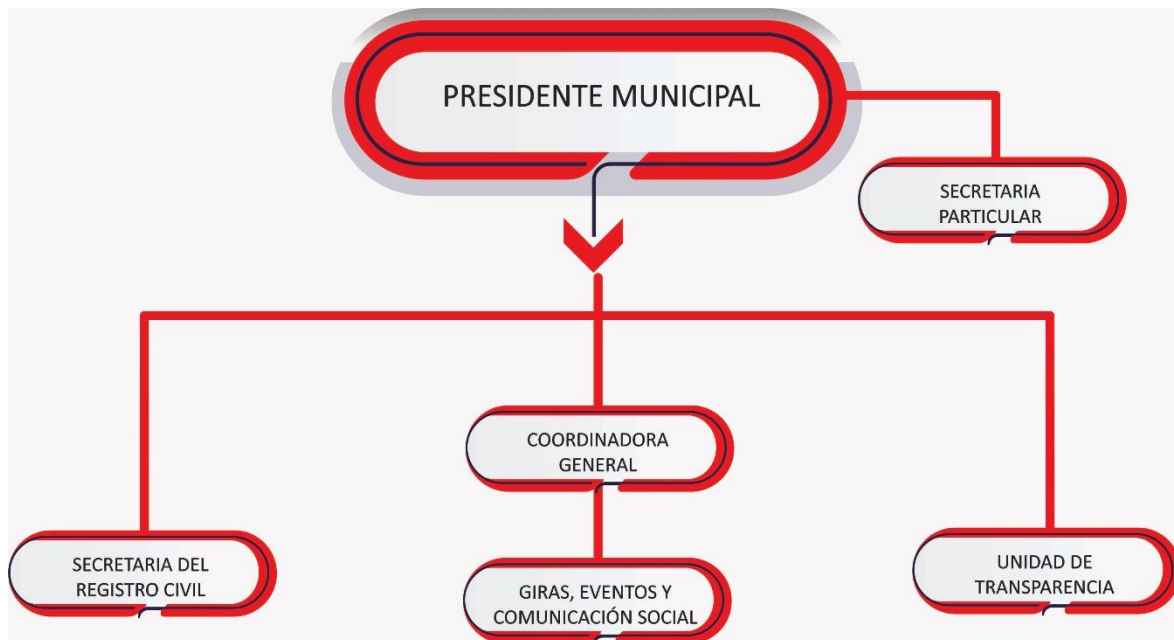 PRESIDENTE MUNICIPAL
SECRETARIA
PARTICULAR
COORDINADORA
GENERAL
SECRETARIA DEL
REGISTRO CIVIL
GIRAS, EVENTOS Y
COMUNICACIÓN SOCIAL
UNIDAD DE
TRANSPARENCIA